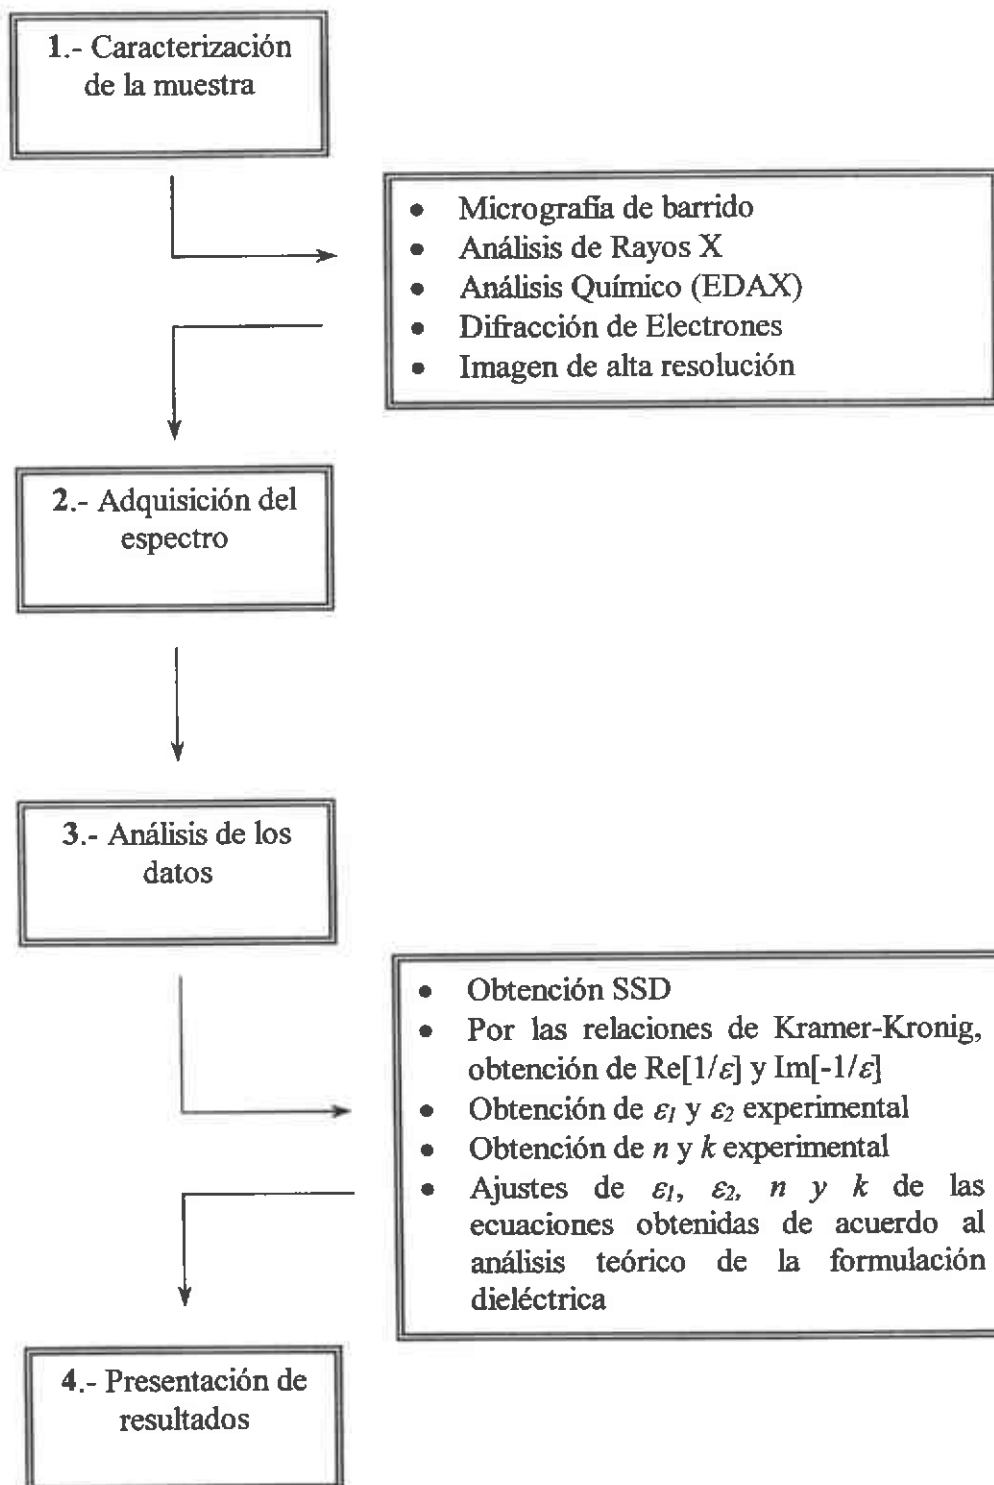 1.- Caracterización
de la muestra
• Micrografía de barrido
• Análisis de Rayos X
• Análisis Químico (EDAX)
• Difracción de Electrones
• Imagen de alta resolución
2.- Adquisición del
espectro
3.- Análisis de los
datos
• Obtención SSD
• Por las relaciones de Kramer-Kronig,
obtención de Re[1/ε] y Im[-1/ε]
• Obtención de ε₁ y ε₂ experimental
• Obtención de n y k experimental
• Ajustes de ε₁, ε₂, n y k de las
ecuaciones obtenidas de acuerdo al
análisis teórico de la formulación
dieléctrica
4.- Presentación de
resultados